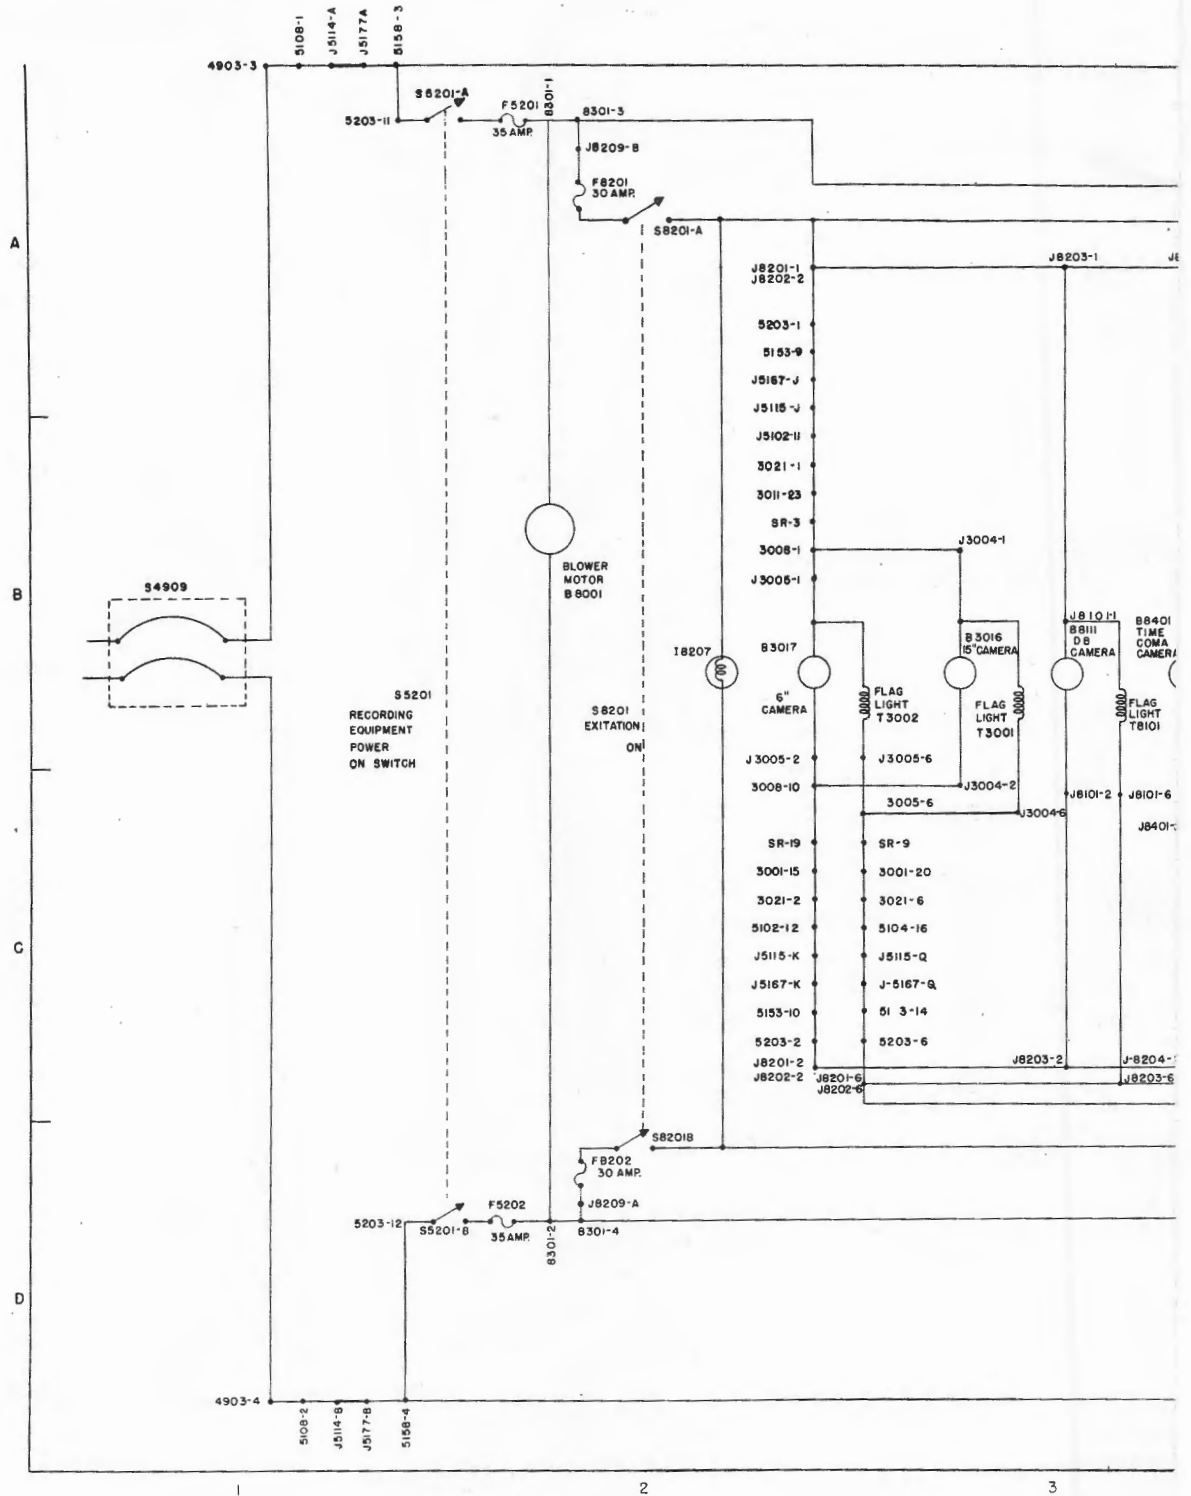 5108-1
J5114-A
J5177A
5158-3
4903-3
S5201-A
F5201
35 AMP.
8301-1
8301-3
5203-11
J8209-B
F8201
30 AMP.
S8201-A
A
J8203-1
J8201-1
J8202-2
5203-1
5153-9
J5167-J
J5115-J
J5102-11
3021-1
3011-23
SR-3
3008-1
J3004-1
J3005-1
BLOWER
MOTOR
B8001
B
S4909
J8101-1
B8111
D8
CAMERA
B8401
TIME
COMA
CAMERA
I8207
B3017
B3016
15" CAMERA
6"
CAMERA
FLAG
LIGHT
T3002
FLAG
LIGHT
T3001
FLAG
LIGHT
T8101
S5201
RECORDING
EQUIPMENT
POWER
ON SWITCH
S8201
EXITATION
ON
J3005-2
J3005-6
3008-10
J3004-2
3005-6
J3004-6
J8101-2
J8101-6
J8401-
SR-19
SR-9
3001-15
3001-20
3021-2
3021-6
5102-12
5104-16
C
J5115-K
J5115-Q
J5167-K
J-5167-Q
5153-10
51 3-14
5203-2
5203-6
J8201-2
J8202-2
J8201-6
J8202-6
J8203-2
J-8204-
J8203-6
S8201B
F8202
30 AMP.
J8209-A
F5202
35 AMP.
5203-12
S5201-B
8301-2
8301-4
D
4903-4
5108-2
J5114-B
J5177-B
5158-4
1
2
3